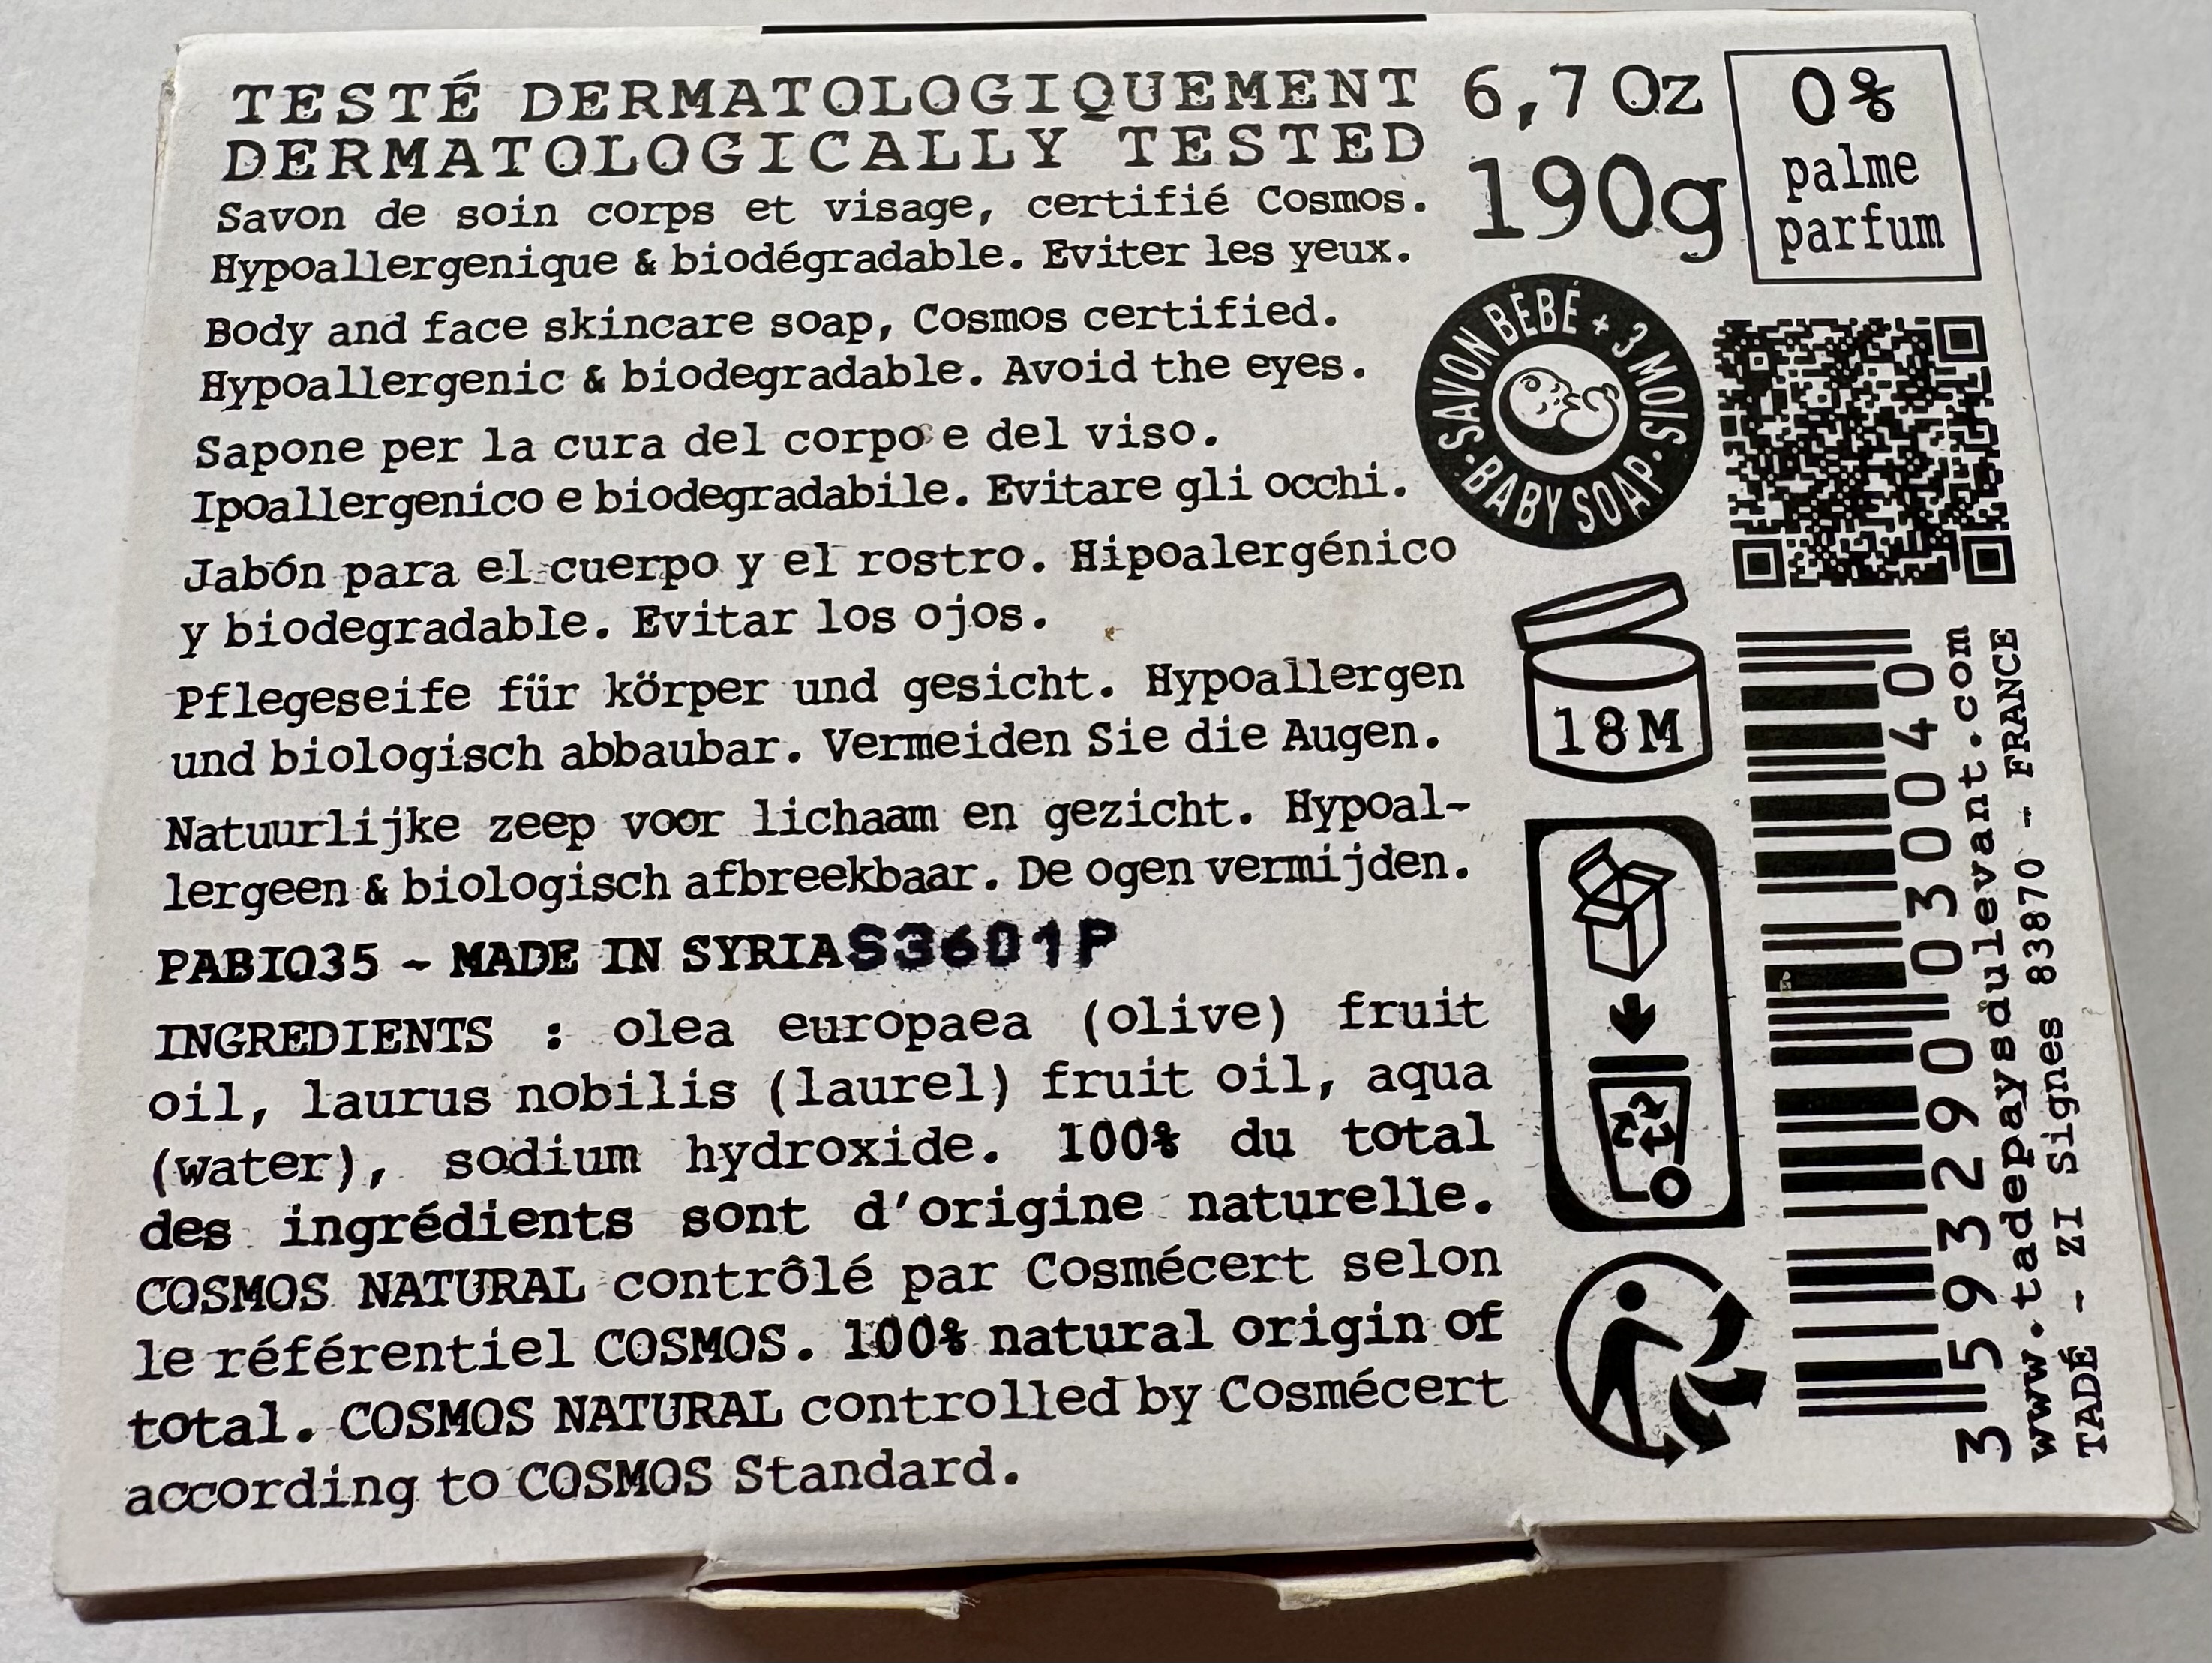 TESTÉ DERMATOLOGIQUEMENT
DERMATOLOGICALLY TESTED
Savon de soin corps et visage, certifié Cosmos.
Hypoallergenique & biodégradable. Eviter les yeux.
Body and face skincare soap, Cosmos certified.
Hypoallergenic & biodegradable. Avoid the eyes.
Sapone per la cura del corpo e del viso.
Ipoallergenico e biodegradabile. Evitare gli occhi.
Jabón para el cuerpo y el rostro. Hipoalergénico
y biodegradable. Evitar los ojos.
Pflegeseife für körper und gesicht. Hypoallergen
und biologisch abbaubar. Vermeiden Sie die Augen.
Natuurlijke zeep voor lichaam en gezicht. Hypoal-
lergeen & biologisch afbreekbaar. De ogen vermijden.
PABIO35 - MADE IN SYRIA S3601P
INGREDIENTS : olea europaea (olive) fruit
oil, laurus nobilis (laurel) fruit oil, aqua
(water), sodium hydroxide. 100% du total
des ingrédients sont d'origine naturelle.
COSMOS NATURAL contrôlé par Cosmécert selon
le référentiel COSMOS. 100% natural origin of
total. COSMOS NATURAL controlled by Cosmécert
according to COSMOS Standard.
6,7 Oz
190g
0%
palme
parfum
SAVON BÉBÉ + 3 MOIS
BABY SOAP
18M
3 593290 030040
www.tadepaysdulevant.com
TADÉ - ZI Signes 83870 - FRANCE